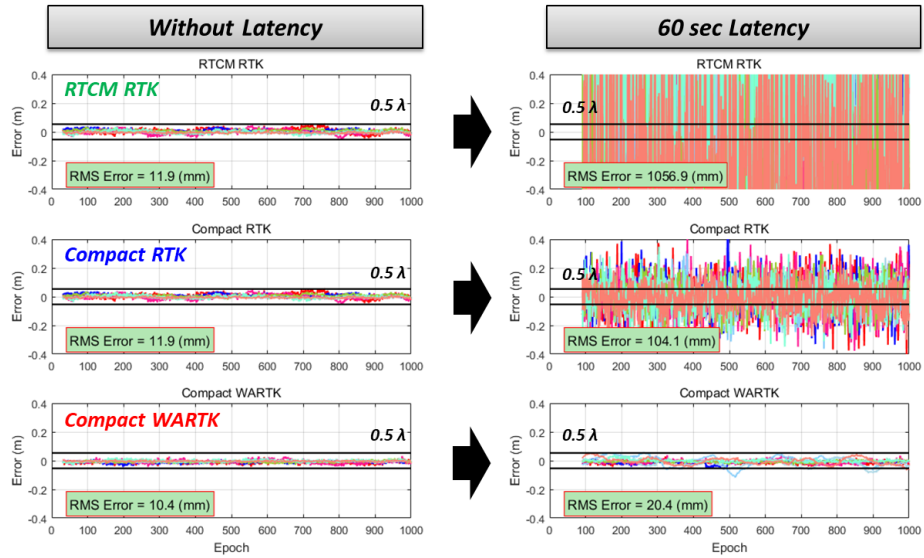 Without Latency
60 sec Latency
RTCM RTK
RTCM RTK
0.5 λ
Error (m)
0.4
0.2
0
-0.2
-0.4
RMS Error = 11.9 (mm)
0 100 200 300 400 500 600 700 800 900 1000
RTCM RTK
0.5 λ
Error (m)
0.4
0.2
0
-0.2
-0.4
RMS Error = 1056.9 (mm)
0 100 200 300 400 500 600 700 800 900 1000
Compact RTK
Compact RTK
0.5 λ
Error (m)
0.4
0.2
0
-0.2
-0.4
RMS Error = 11.9 (mm)
0 100 200 300 400 500 600 700 800 900 1000
Compact RTK
0.5 λ
Error (m)
0.4
0.2
0
-0.2
-0.4
RMS Error = 104.1 (mm)
0 100 200 300 400 500 600 700 800 900 1000
Compact WARTK
Compact WARTK
0.5 λ
Error (m)
0.4
0.2
0
-0.2
-0.4
RMS Error = 10.4 (mm)
0 100 200 300 400 500 600 700 800 900 1000
Epoch
Compact WARTK
0.5 λ
Error (m)
0.4
0.2
0
-0.2
-0.4
RMS Error = 20.4 (mm)
0 100 200 300 400 500 600 700 800 900 1000
Epoch